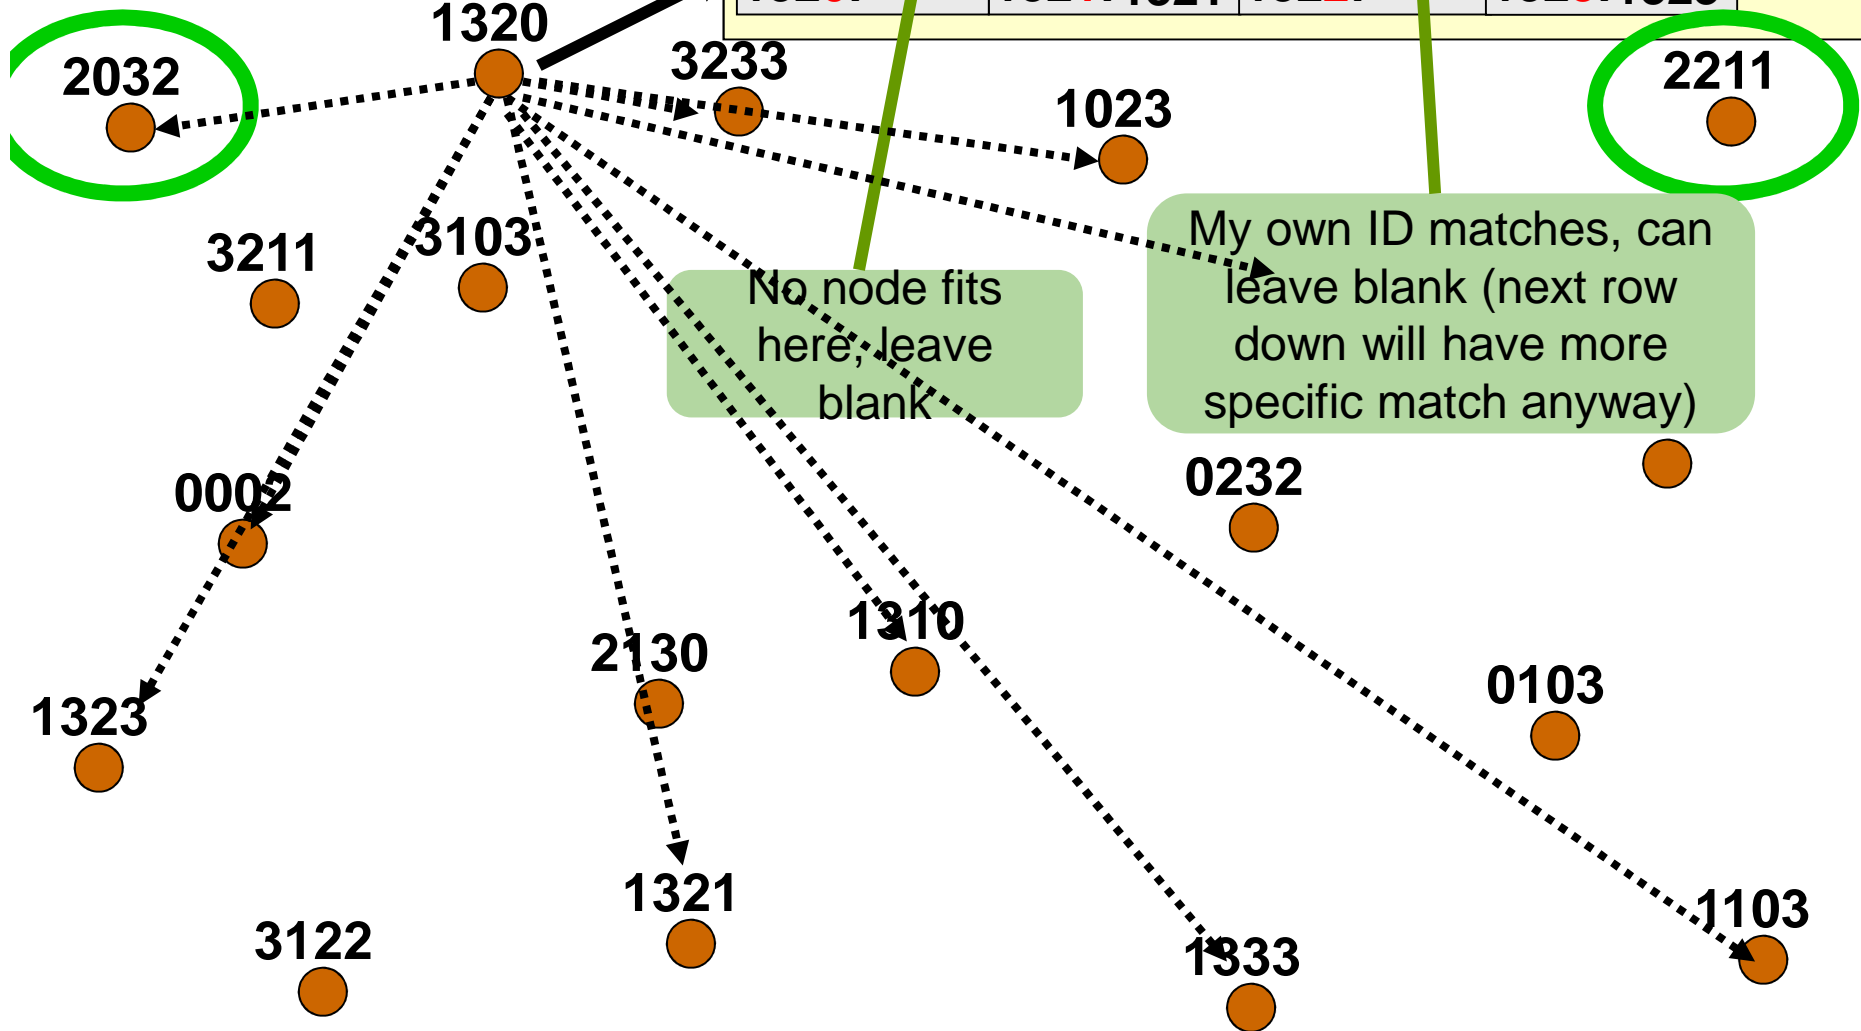 1320
2032
3233
1023
2211
3211
3103
No node fits
here, leave
blank
My own ID matches, can
leave blank (next row
down will have more
specific match anyway)
0002
0232
2130
1310
0103
1323
1321
1103
3122
1333